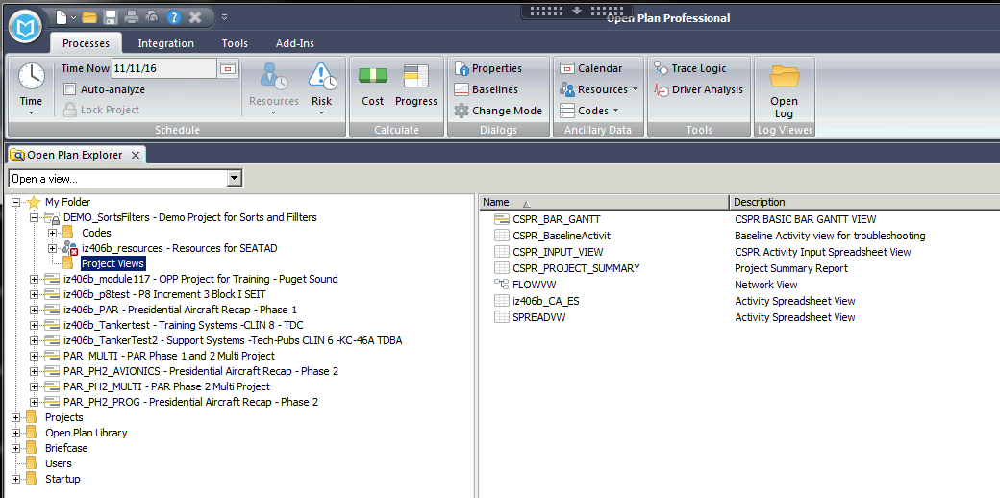 Open Plan Professional
Processes Integration Tools Add-Ins
Time Now 11/11/16
Auto-analyze
Lock Project
Time
Resources
Risk
Schedule
Cost
Progress
Calculate
Properties
Baselines
Change Mode
Dialogs
Calendar
Resources
Codes
Ancillary Data
Trace Logic
Driver Analysis
Tools
Open
Log
Log Viewer
Open Plan Explorer
Open a view...
My Folder
DEMO_SortsFilters - Demo Project for Sorts and Fillters
Codes
iz406b_resources - Resources for SEATAD
Project Views
iz406b_module117 - OPP Project for Training - Puget Sound
iz406b_p8test - P8 Increment 3 Block I SEIT
iz406b_PAR - Presidential Aircraft Recap - Phase 1
iz406b_Tankertest - Training Systems -CLIN 8 - TDC
iz406b_TankerTest2 - Support Systems -Tech-Pubs CLIN 6 -KC-46A TDBA
PAR_MULTI - PAR Phase 1 and 2 Multi Project
PAR_PH2_AVIONICS - Presidential Aircraft Recap - Phase 2
PAR_PH2_MULTI - PAR Phase 2 Multi Project
PAR_PH2_PROG - Presidential Aircraft Recap - Phase 2
Projects
Open Plan Library
Briefcase
Users
Startup
Name Description
CSPR_BAR_GANTT CSPR BASIC BAR GANTT VIEW
CSPR_BaselineActivit Baseline Activity view for troubleshooting
CSPR_INPUT_VIEW CSPR Activity Input Spreadsheet View
CSPR_PROJECT_SUMMARY Project Summary Report
FLOWVW Network View
iz406b_CA_ES Activity Spreadsheet View
SPREADVW Activity Spreadsheet View